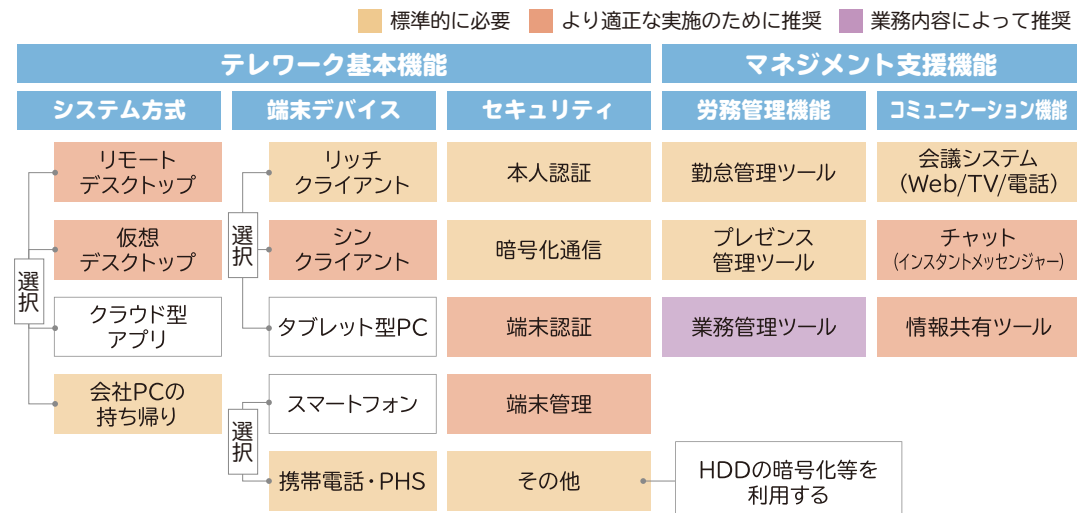 標準的に必要
より適正な実施のために推奨
業務内容によって推奨
テレワーク基本機能
マネジメント支援機能
システム方式
端末デバイス
セキュリティ
労務管理機能
コミュニケーション機能
リモート
デスクトップ
仮想
デスクトップ
選択
クラウド型
アプリ
会社PCの
持ち帰り
リッチ
クライアント
選択
シン
クライアント
タブレット型PC
スマートフォン
選択
携帯電話・PHS
本人認証
暗号化通信
端末認証
端末管理
その他
HDDの暗号化等を
利用する
勤怠管理ツール
プレゼンス
管理ツール
業務管理ツール
会議システム
（Web/TV/電話）
チャット
（インスタントメッセンジャー）
情報共有ツール